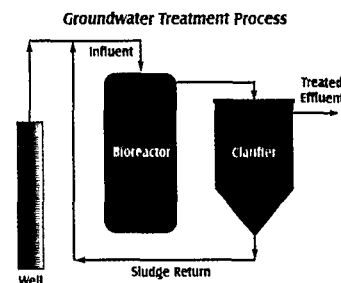 Groundwater Treatment Process
Influent
Treated
Effluent
Bioreactor
Clarifier
Sludge Return
Well